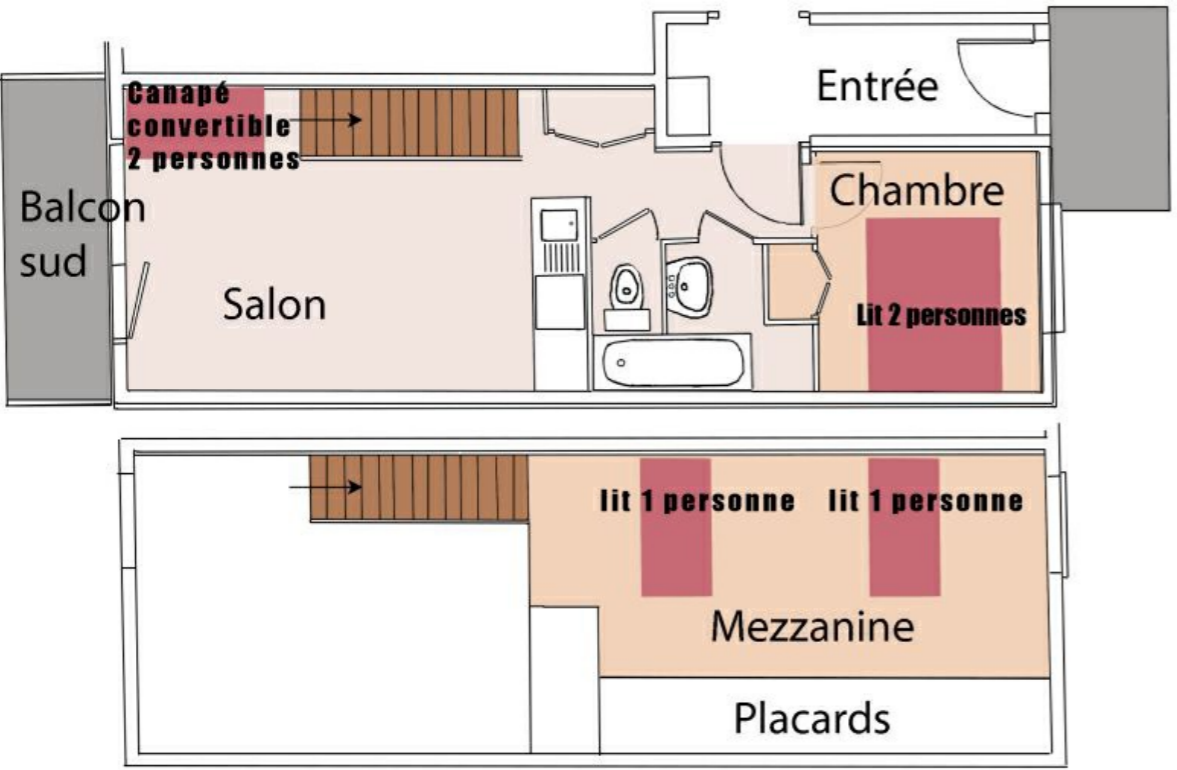 Canapé
convertible
2 personnes
Entrée
Chambre
Balcon
sud
Salon
Lit 2 personnes
lit 1 personne
lit 1 personne
Mezzanine
Placards